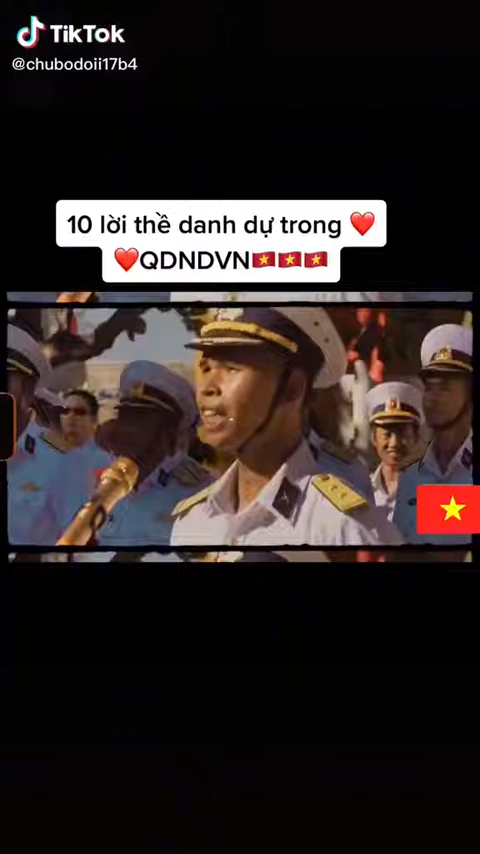 TikTok
@chubodoii17b4
10 lời thề danh dự trong ❤️
❤️QDNDVN🇻🇳🇻🇳🇻🇳